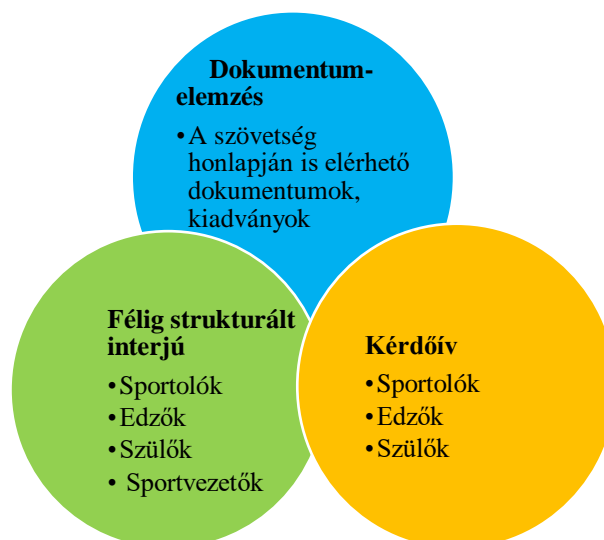 Dokumentum-
elemzés
•A szövetség
honlapján is elérhető
dokumentumok,
kiadványok
Félig strukturált
interjú
•Sportolók
•Edzők
•Szülők
• Sportvezetők
Kérdőív
•Sportolók
•Edzők
•Szülők